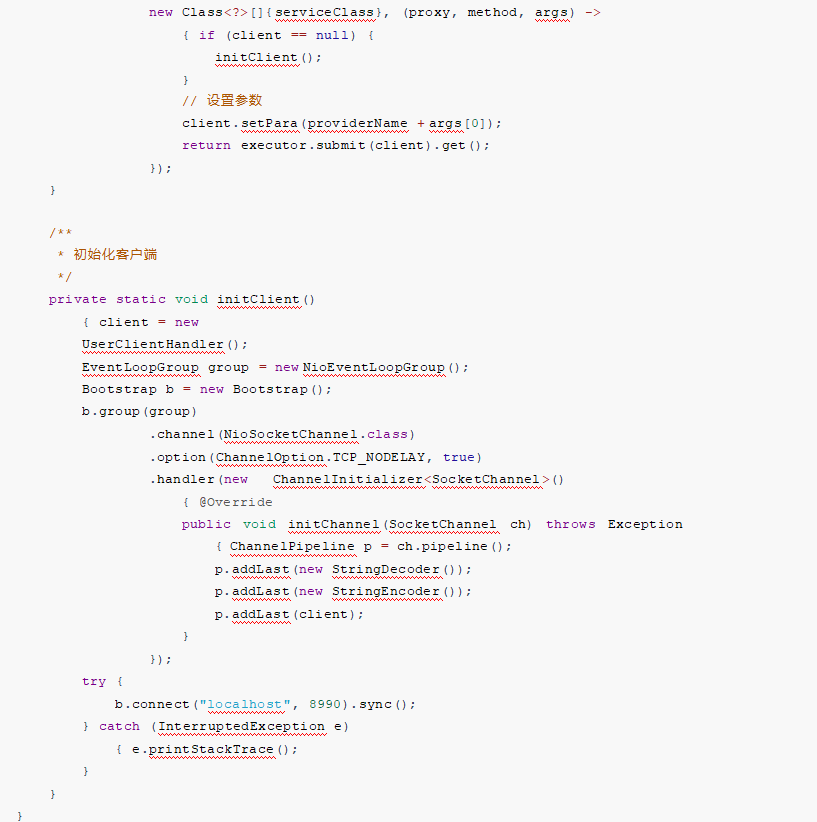 new Class<?>[]{serviceClass}, (proxy, method, args) ->
{ if (client == null) {
initClient();
}
// 设置参数
client.setPara(providerName +args[0]);
return executor.submit(client).get();
});
}
/**
* 初始化客户端
*/
private static void initClient()
{ client = new
UserClientHandler();
EventLoopGroup group = new NioEventLoopGroup();
Bootstrap b = new Bootstrap();
b.group(group)
.channel(NioSocketChannel.class)
.option(ChannelOption.TCP_NODELAY, true)
.handler(new ChannelInitializer<SocketChannel>()
{ @Override
public void initChannel(SocketChannel ch) throws Exception
{ ChannelPipeline p = ch.pipeline();
p.addLast(new StringDecoder());
p.addLast(new StringEncoder());
p.addLast(client);
}
});
try {
b.connect("localhost", 8990).sync();
} catch (InterruptedException e)
{ e.printStackTrace();
}
}
}